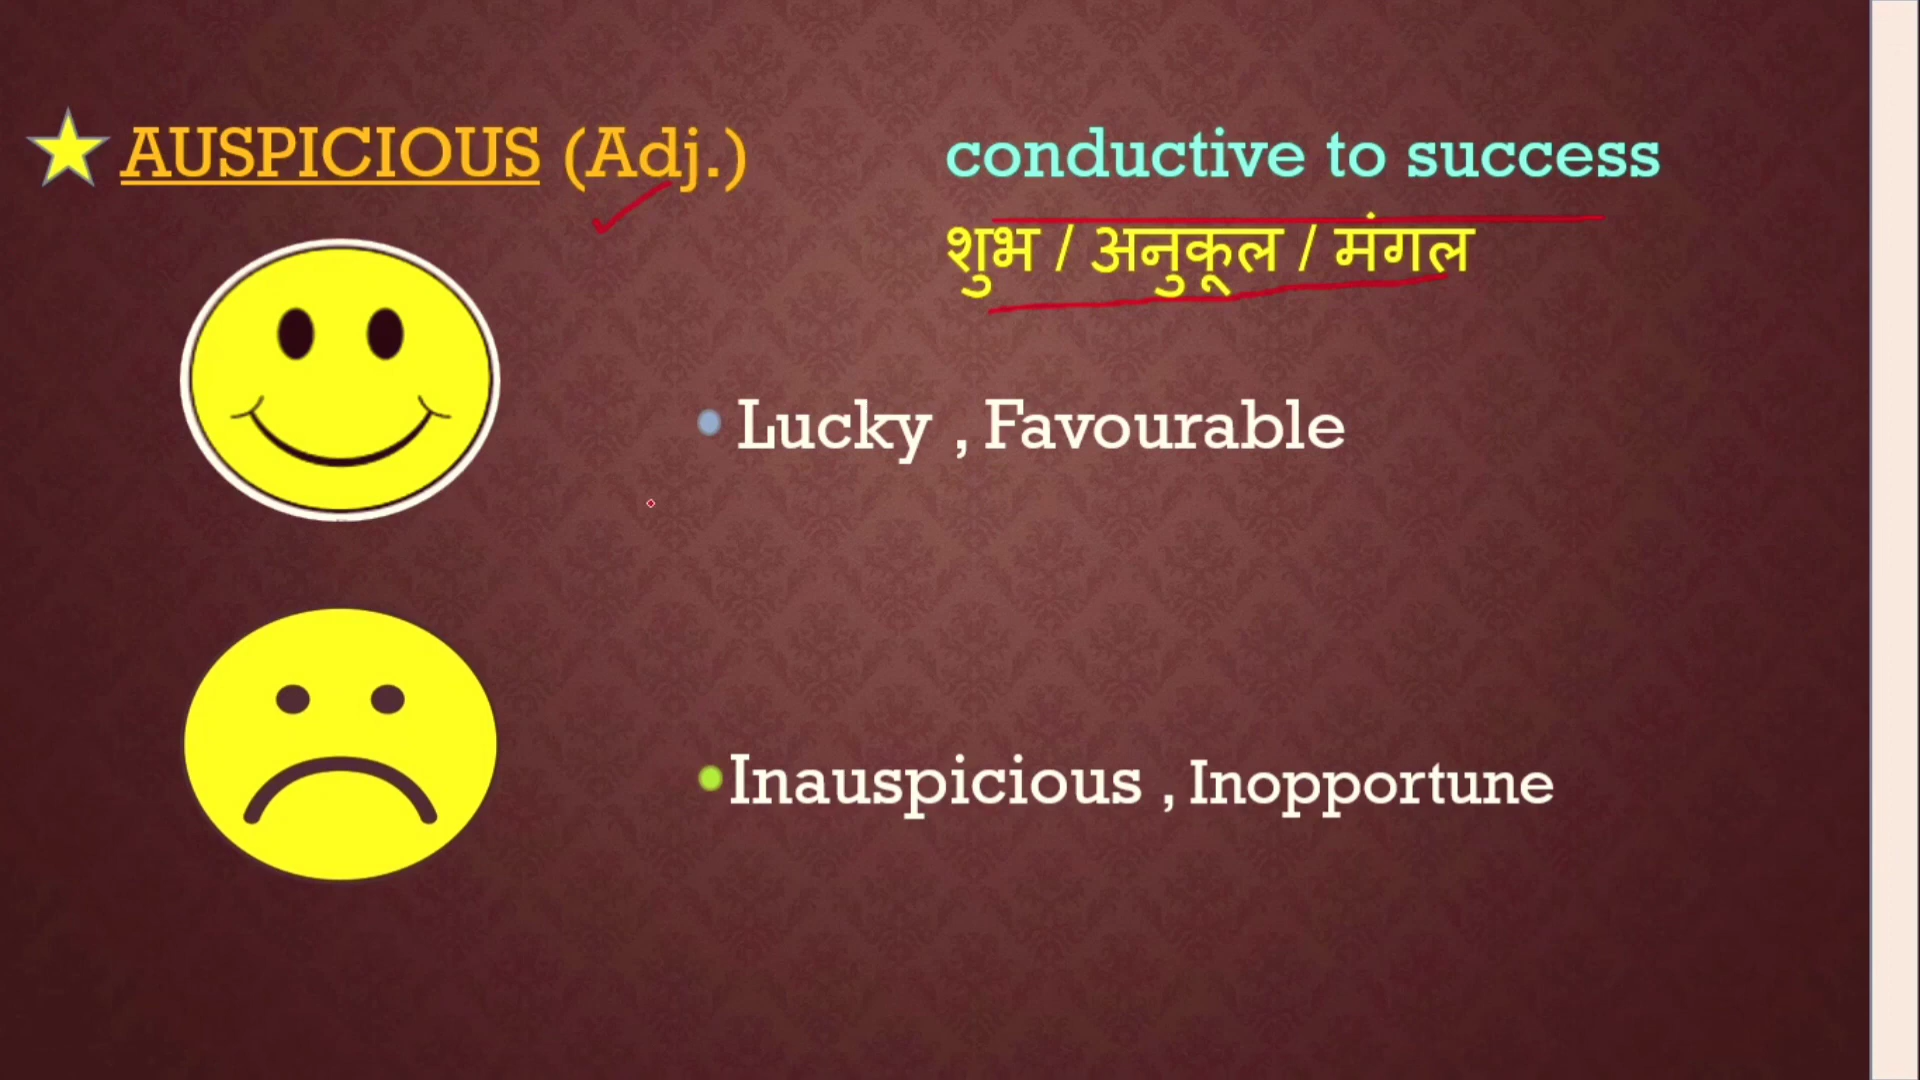 AUSPICIOUS (Adj.) conductive to success
शुभ / अनुकूल / मंगल
Lucky , Favourable
Inauspicious , Inopportune